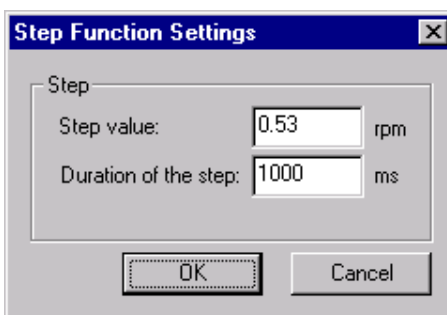 Step Function Settings
Step
Step value: 0.53 rpm
Duration of the step: 1000 ms
OK Cancel